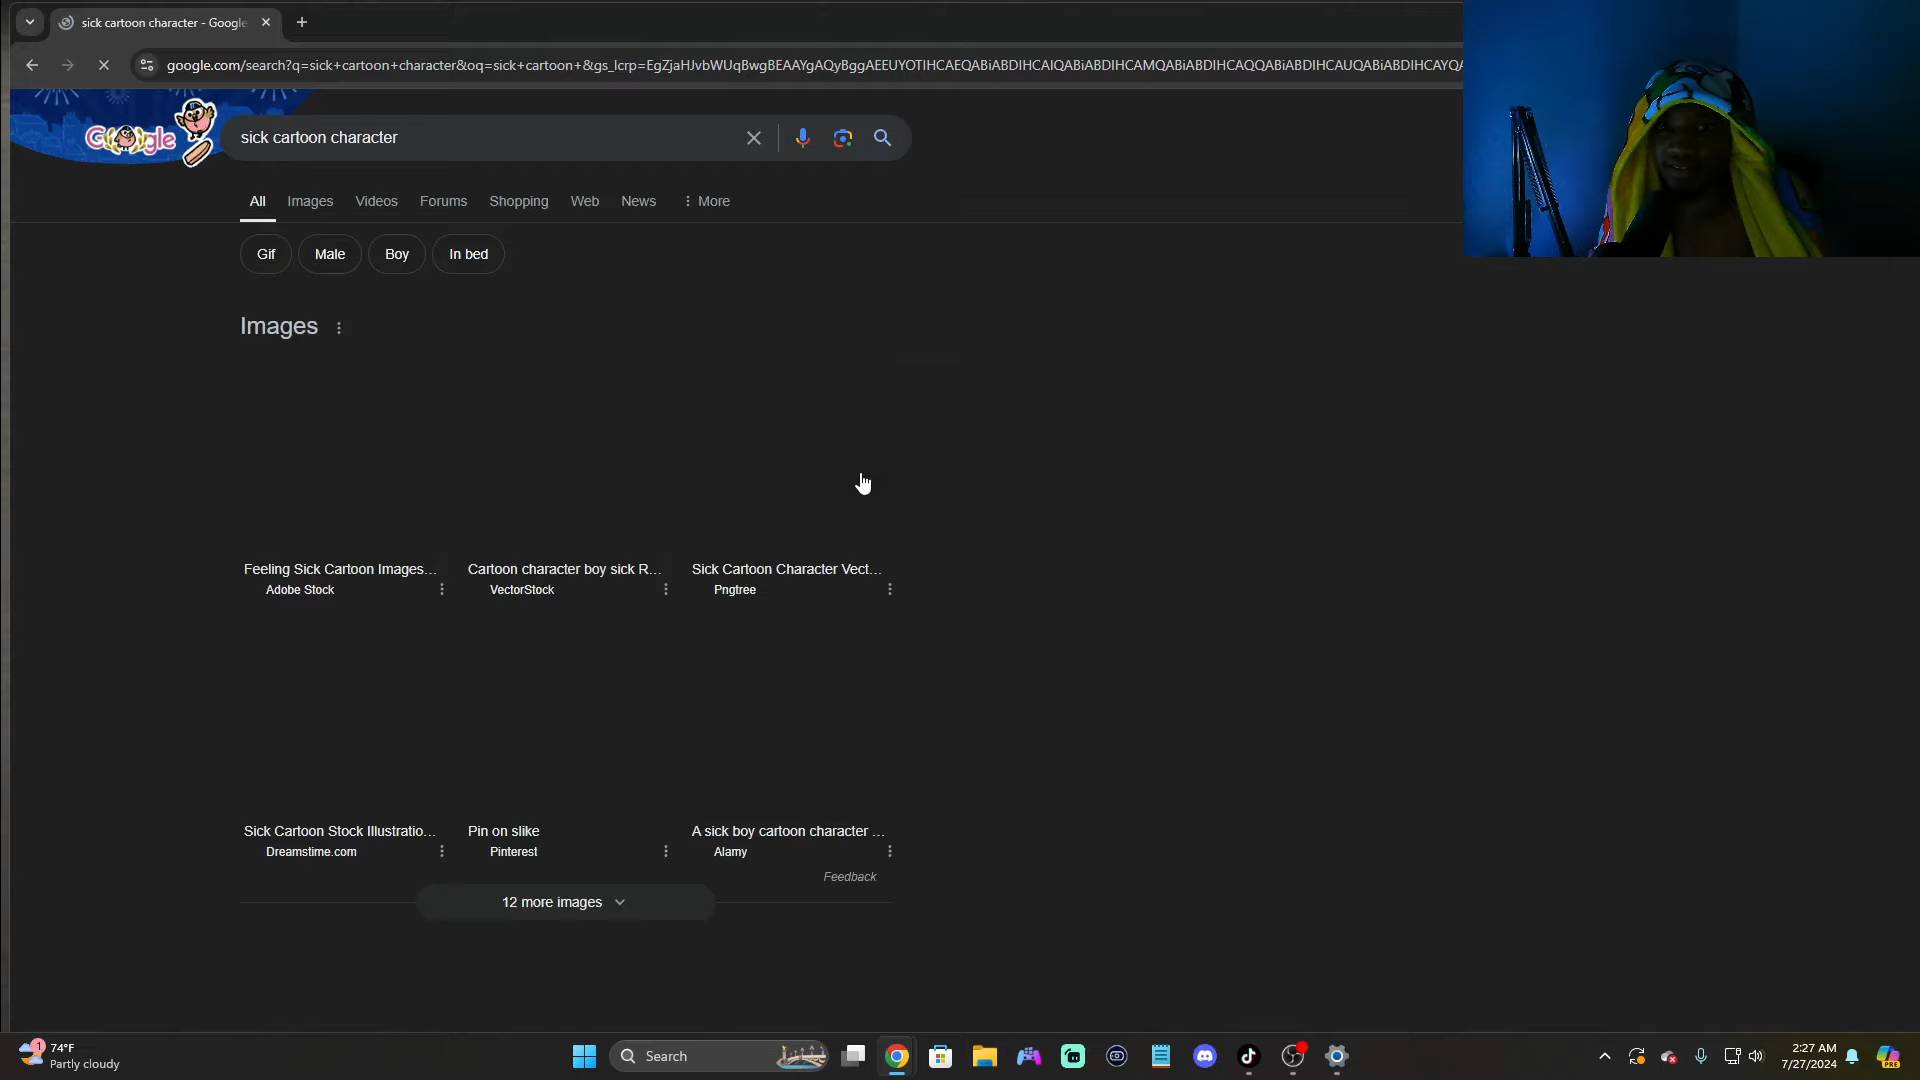 sick cartoon character - Google
google.com/search?q=sick+cartoon+character&oq=sick+cartoon+&gs_lcrp=EgZjaHJvbWUqBwgBEAAYgAQyBggAEEUYOTIHCAEQABiABDIHCAIQABiABDIHCAMQABiABDIHCAQQABiABDIHCAUQABiABDIHCAYQA
Google
sick cartoon character
All Images Videos Forums Shopping Web News More
Gif Male Boy In bed
Images
Feeling Sick Cartoon Images... Cartoon character boy sick R... Sick Cartoon Character Vect...
Adobe Stock VectorStock Pngtree
Sick Cartoon Stock Illustratio... Pin on slike A sick boy cartoon character ...
Dreamstime.com Pinterest Alamy
Feedback
12 more images
1 74°F
Partly cloudy
Search
2:27 AM
7/27/2024
PRE